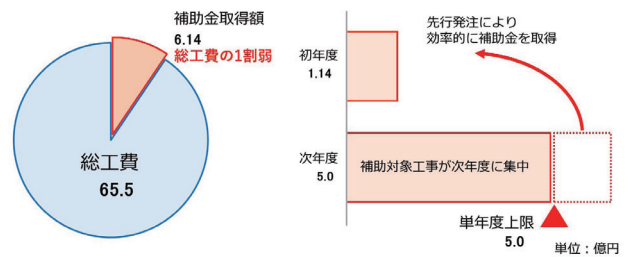 補助金取得額
6.14
総工費の1割弱
総工費
65.5
先行発注により
効率的に補助金を取得
初年度
1.14
次年度
5.0
補助対象工事が次年度に集中
単年度上限
5.0
単位：億円